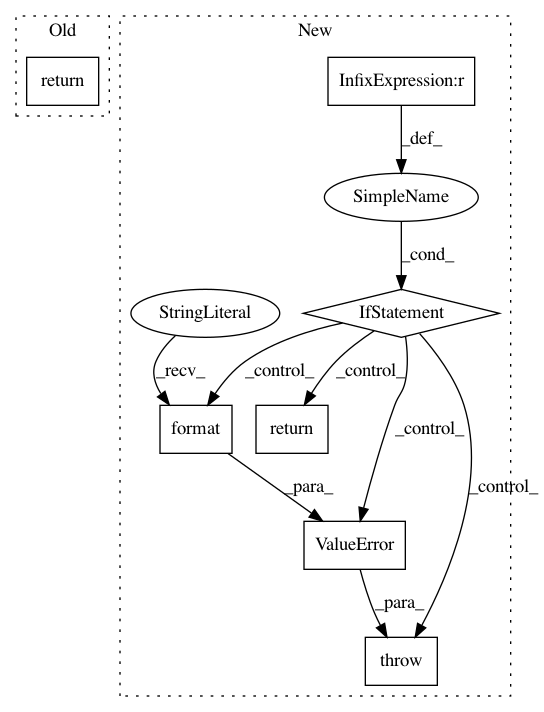 Old
New
return
InfixExpression:r
_def_
SimpleName
_cond_
StringLiteral
IfStatement
_recv_
_control_
_control_
format
return
_control_
_control_
_para_
ValueError
_para_
throw